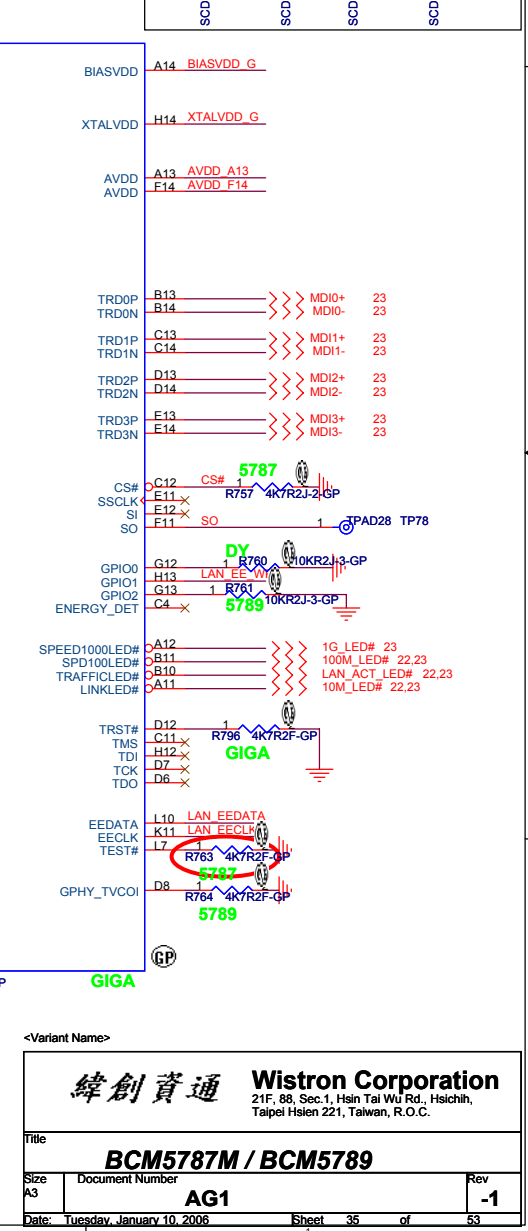 SCD SCD SCD SCD
BIASVDD A14 BIASVDD_G
XTALVDD H14 XTALVDD_G
AVDD A13 AVDD_A13
AVDD F14 AVDD_F14
TRD0P B13 MDI0+ 23
TRD0N B14 MDI0- 23
TRD1P C13 MDI1+ 23
TRD1N C14 MDI1- 23
TRD2P D13 MDI2+ 23
TRD2N D14 MDI2- 23
TRD3P E13 MDI3+ 23
TRD3N E14 MDI3- 23
5787
CS# C12 CS# 1
R757 4K7R2J-2-GP
SSCLK E11
SI E12
SO F11 SO 1 TPAD28 TP78
DY
GPIO0 G12 1 R760 10KR2J-3-GP
GPIO1 H13
GPIO2 G13 1 R761 10KR2J-3-GP
ENERGY_DET C4 5789
SPEED1000LED# A12 1G_LED# 23
SPD100LED# B11 100M_LED# 22,23
TRAFFICLED# B10 LAN_ACT_LED# 22,23
LINKLED# A11 10M_LED# 22,23
TRST# D12 1
R796 4K7R2F-GP
TMS C11
TDI H12 GIGA
TCK D7
TDO D6
EEDATA L10 LAN_EEDATA
EECLK K11 LAN_EECLK
TEST# L7 1
R763 4K7R2F-GP
5787
GPHY_TVCOI D8 1
R764 4K7R2F-GP
5789
GP
P GIGA
<Variant Name>
緯創資通 Wistron Corporation
21F, 88, Sec.1, Hsin Tai Wu Rd., Hsichih,
Taipei Hsien 221, Taiwan, R.O.C.
Title
BCM5787M / BCM5789
Size Document Number Rev
A3 AG1 -1
Date: Tuesday, January 10, 2006 Sheet 35 of 53